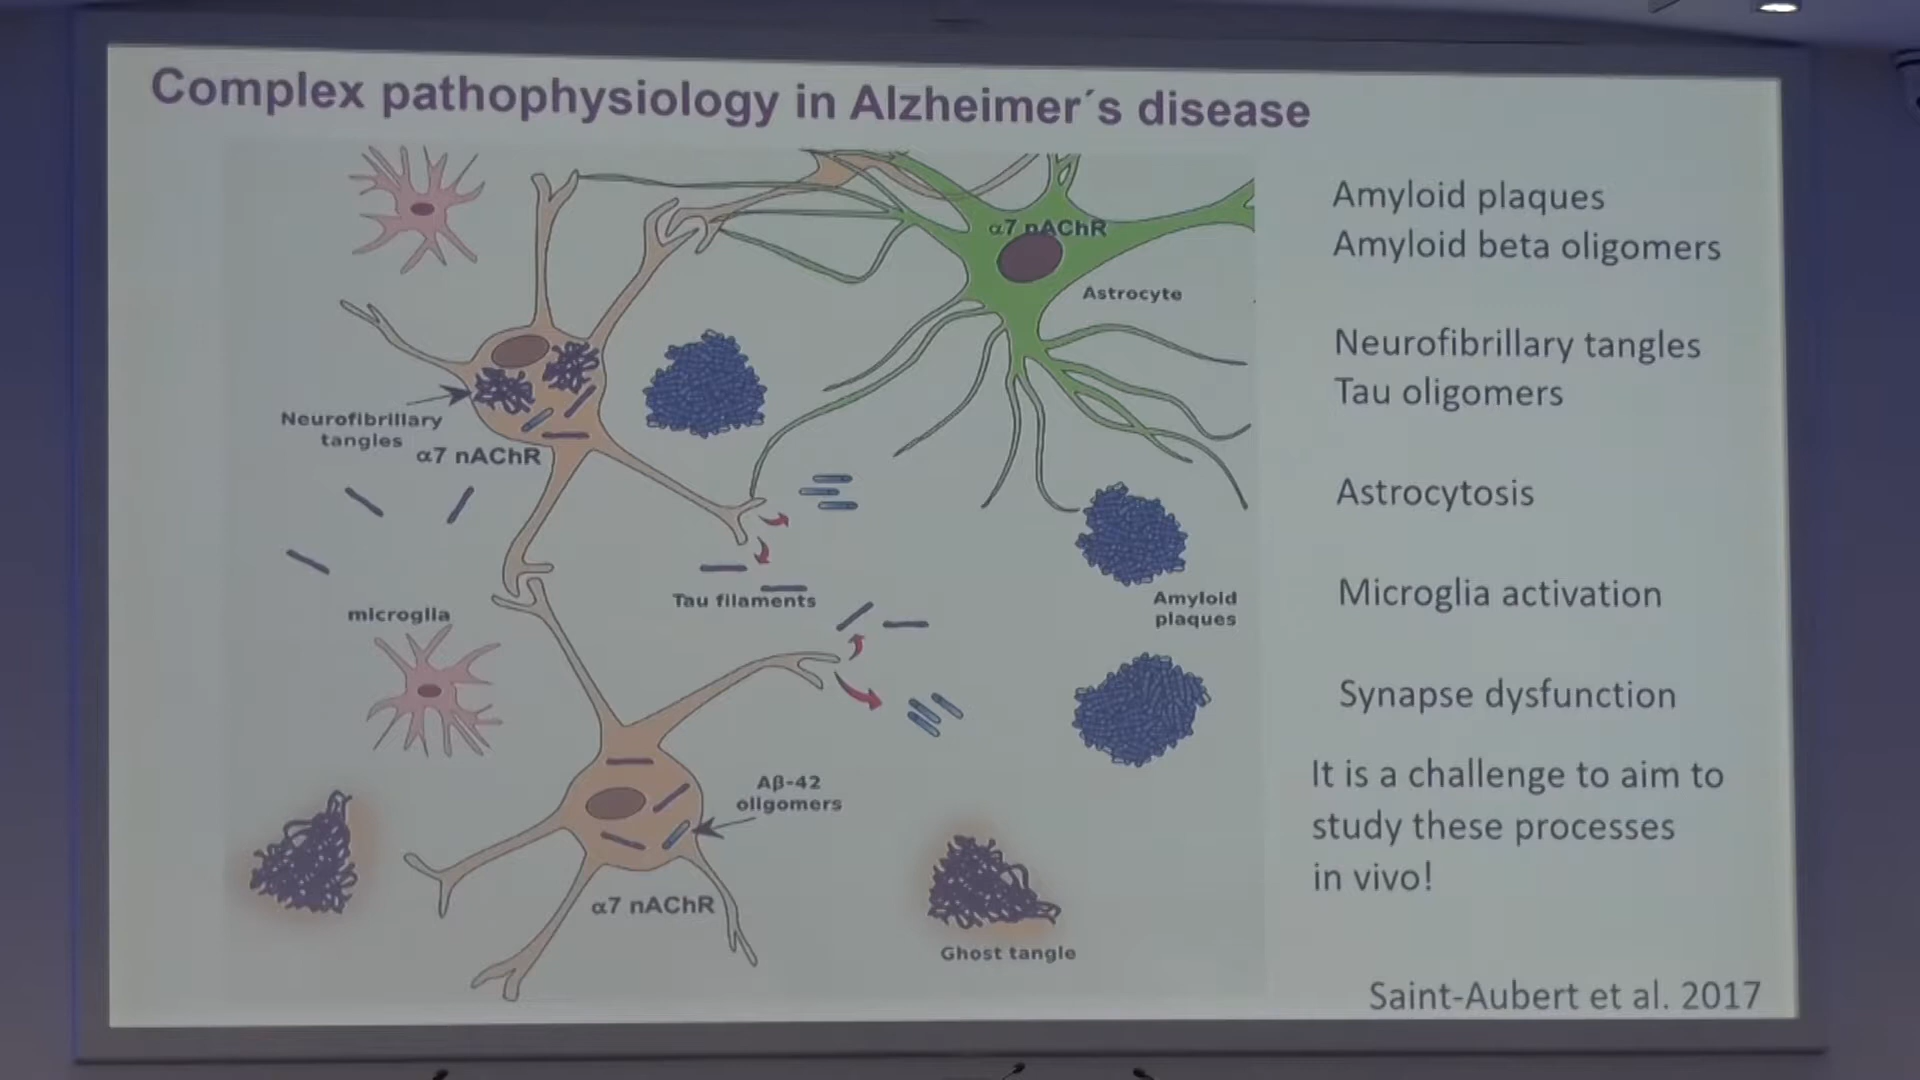 Complex pathophysiology in Alzheimer´s disease
α7 nAChR
Astrocyte
Neurofibrillary
tangles
α7 nAChR
microglia
Tau filaments
Amyloid
plaques
Aβ-42
oligomers
α7 nAChR
Ghost tangle
Amyloid plaques
Amyloid beta oligomers
Neurofibrillary tangles
Tau oligomers
Astrocytosis
Microglia activation
Synapse dysfunction
It is a challenge to aim to
study these processes
in vivo!
Saint-Aubert et al. 2017